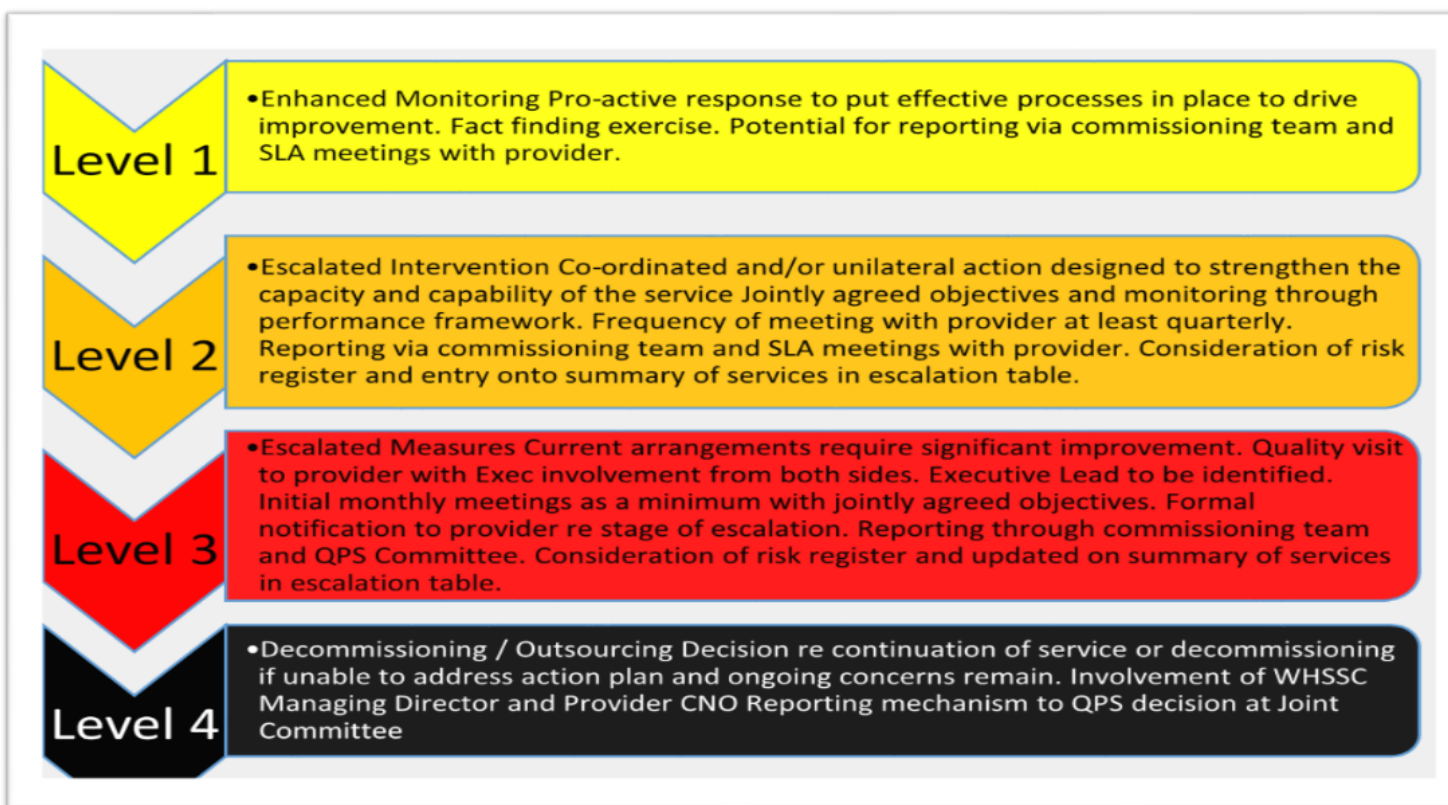 Level 1
•Enhanced Monitoring Pro-active response to put effective processes in place to drive
improvement. Fact finding exercise. Potential for reporting via commissioning team and
SLA meetings with provider.
Level 2
•Escalated Intervention Co-ordinated and/or unilateral action designed to strengthen the
capacity and capability of the service Jointly agreed objectives and monitoring through
performance framework. Frequency of meeting with provider at least quarterly.
Reporting via commissioning team and SLA meetings with provider. Consideration of risk
register and entry onto summary of services in escalation table.
Level 3
•Escalated Measures Current arrangements require significant improvement. Quality visit
to provider with Exec involvement from both sides. Executive Lead to be identified.
Initial monthly meetings as a minimum with jointly agreed objectives. Formal
notification to provider re stage of escalation. Reporting through commissioning team
and QPS Committee. Consideration of risk register and updated on summary of services
in escalation table.
Level 4
•Decommissioning / Outsourcing Decision re continuation of service or decommissioning
if unable to address action plan and ongoing concerns remain. Involvement of WHSSC
Managing Director and Provider CNO Reporting mechanism to QPS decision at Joint
Committee